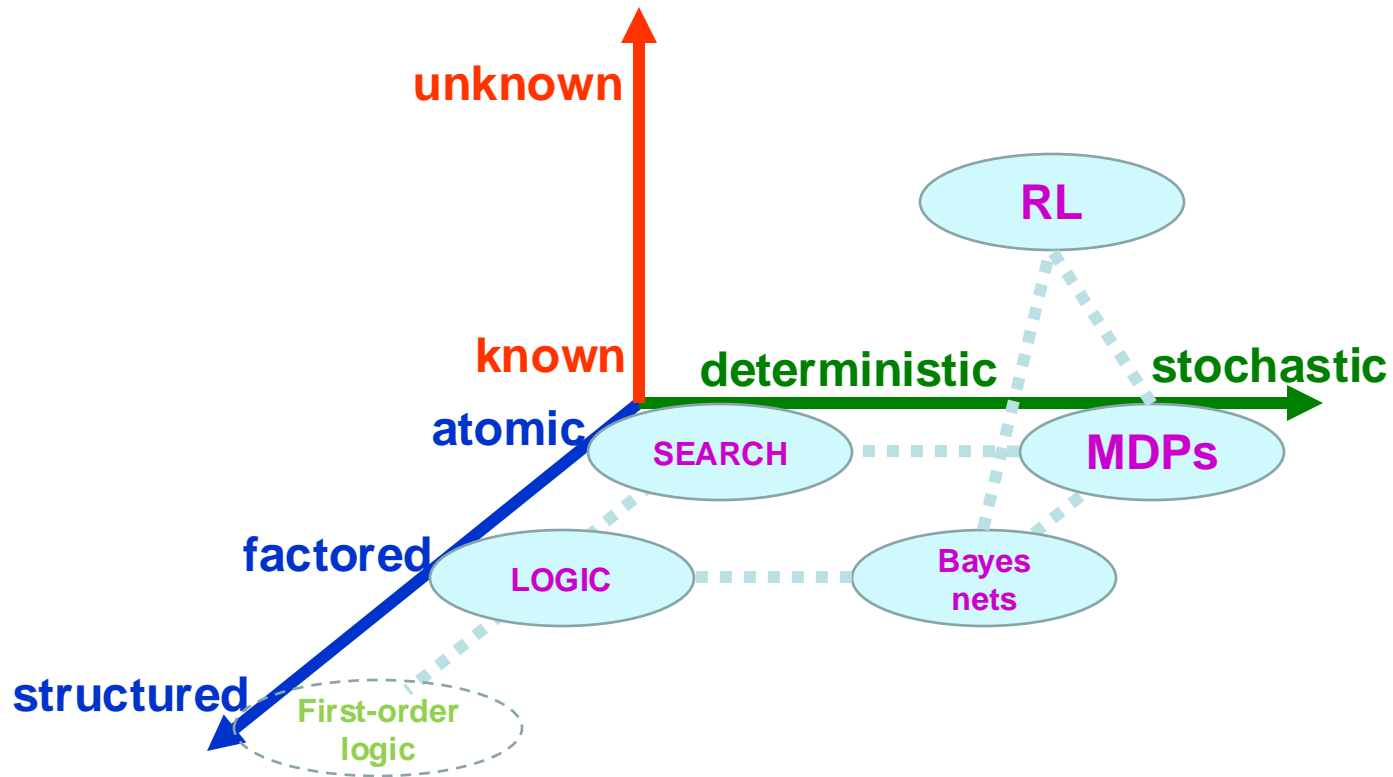 unknown
RL
known
deterministic
stochastic
atomic
SEARCH
MDPs
factored
LOGIC
Bayes
nets
structured
First-order
logic